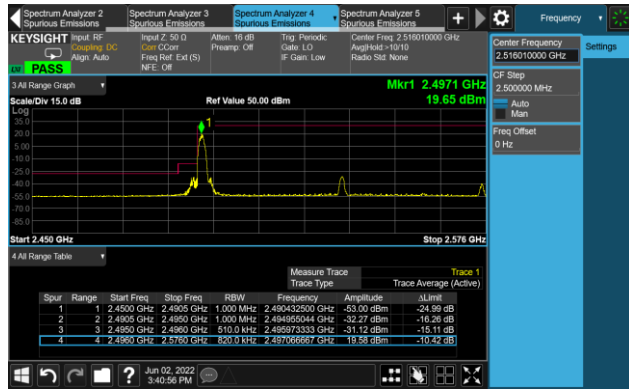 Spectrum Analyzer 2
Spurious Emissions
Spectrum Analyzer 3
Spurious Emissions
Spectrum Analyzer 4
Spurious Emissions
Spectrum Analyzer 5
Spurious Emissions
Frequency
KEYSIGHT
Input: RF
Coupling: DC
Align: Auto
Input Z: 50 Ω
Corr CCorr
Freq Ref: Ext (S)
NFE: Off
Atten: 16 dB
Preamp: Off
Trig: Periodic
Gate: LO
IF Gain: Low
Center Freq: 2.516010000 GHz
Avg|Hold:>10/10
Radio Std: None
PASS
Center Frequency
2.516010000 GHz
Settings
CF Step
2.500000 MHz
Auto
Man
Freq Offset
0 Hz
3 All Range Graph
Mkr1 2.4971 GHz
Scale/Div 15.0 dB
Ref Value 50.00 dBm
19.65 dBm
Log
35.0
20.0
5.00
-10.0
-25.0
-40.0
-55.0
-70.0
-85.0
1
Start 2.450 GHz
Stop 2.576 GHz
4 All Range Table
Measure Trace Trace 1
Trace Type Trace Average (Active)
Spur Range Start Freq Stop Freq RBW Frequency Amplitude ΔLimit
1 1 2.4500 GHz 2.4905 GHz 1.000 MHz 2.490432500 GHz -53.00 dBm -24.99 dB
2 2 2.4905 GHz 2.4950 GHz 1.000 MHz 2.494955044 GHz -32.27 dBm -16.26 dB
3 3 2.4950 GHz 2.4960 GHz 510.0 kHz 2.495973333 GHz -31.12 dBm -15.11 dB
4 4 2.4960 GHz 2.5760 GHz 820.0 kHz 2.497066667 GHz 19.58 dBm -10.42 dB
Jun 02, 2022
3:40:56 PM